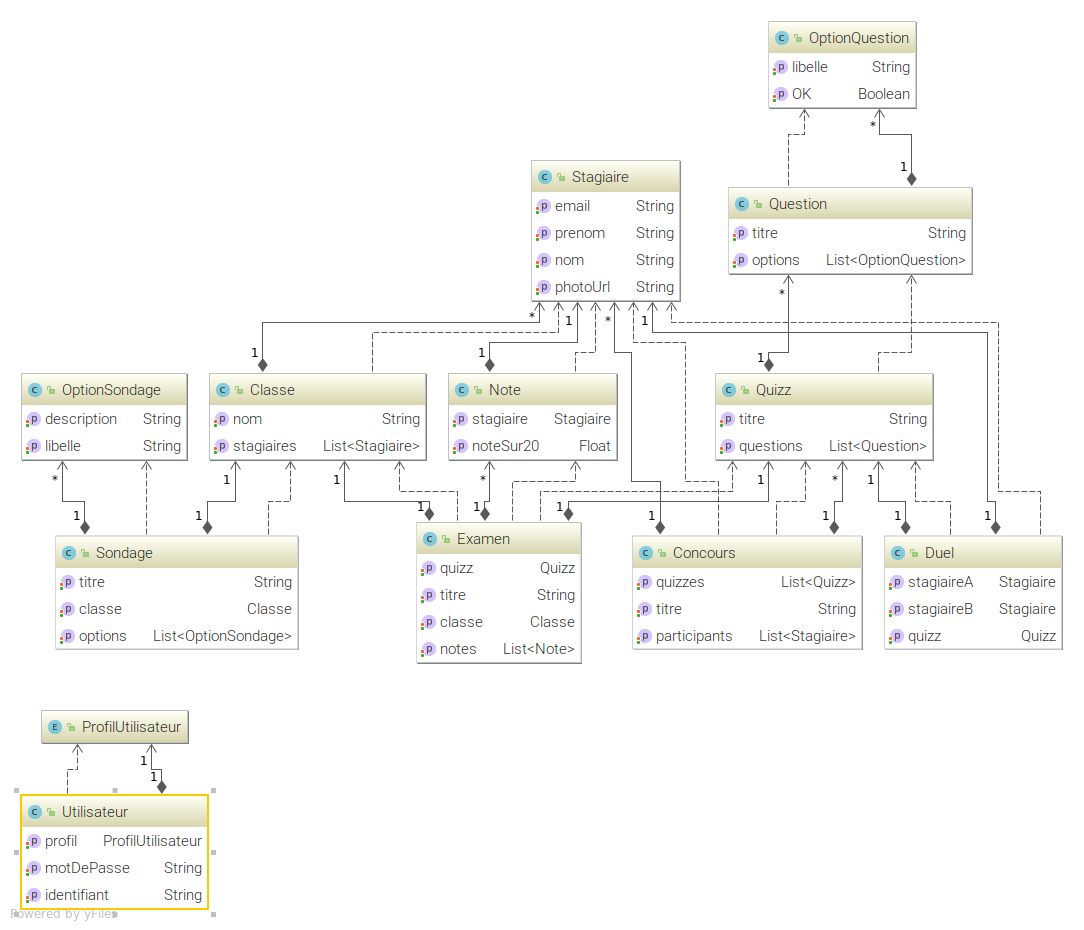 C OptionQuestion
p libelle String
p OK Boolean
*
1
C Stagiaire
p email String
p prenom String
p nom String
p photoUrl String
C Question
p titre String
p options List<OptionQuestion>
* 1 * 1 *
1 1 1
C OptionSondage
p description String
p libelle String
C Classe
p nom String
p stagiaires List<Stagiaire>
C Note
p stagiaire Stagiaire
p noteSur20 Float
C Quizz
p titre String
p questions List<Question>
* 1 1 * 1 * 1
1 1 1 1 1 1 1 1 1
C Sondage
p titre String
p classe Classe
p options List<OptionSondage>
C Examen
p quizz Quizz
p titre String
p classe Classe
p notes List<Note>
C Concours
p quizzes List<Quizz>
p titre String
p participants List<Stagiaire>
C Duel
p stagiaireA Stagiaire
p stagiaireB Stagiaire
p quizz Quizz
E ProfilUtilisateur
1
1
C Utilisateur
p profil ProfilUtilisateur
p motDePasse String
p identifiant String
Powered by yFiles